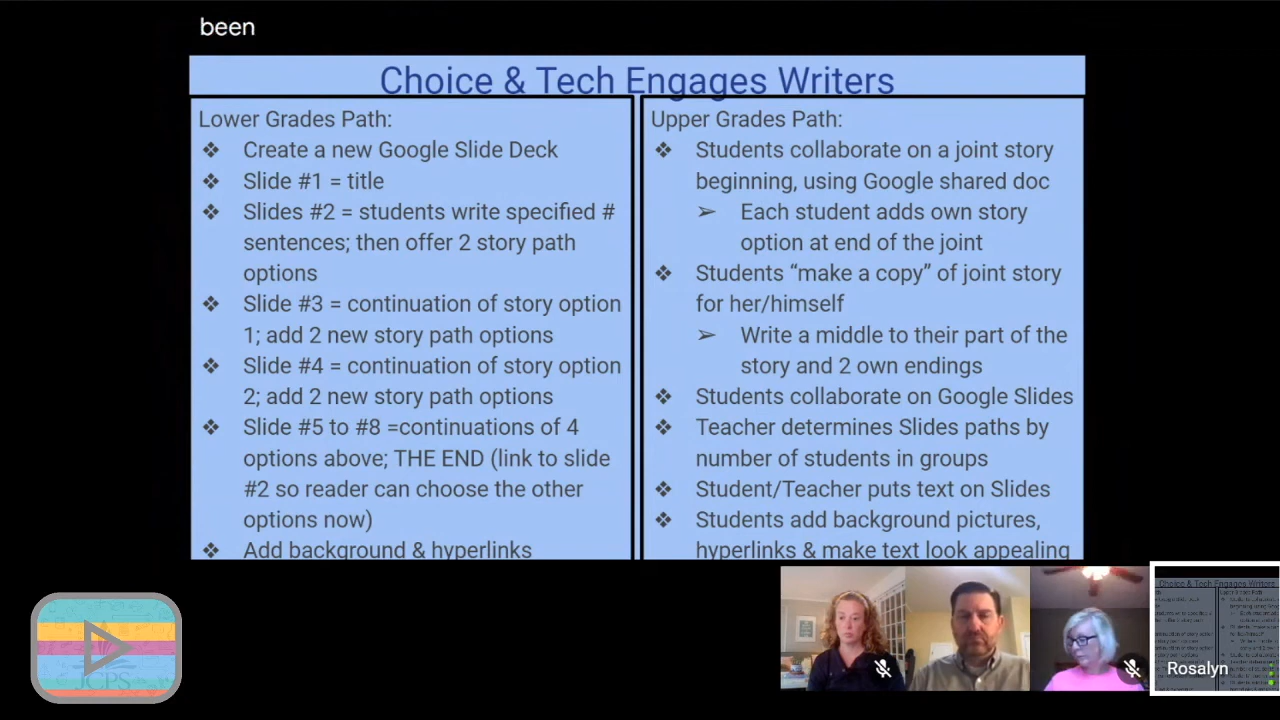 been
Choice & Tech Engages Writers
Lower Grades Path:
❖ Create a new Google Slide Deck
❖ Slide #1 = title
❖ Slides #2 = students write specified #
sentences; then offer 2 story path
options
❖ Slide #3 = continuation of story option
1; add 2 new story path options
❖ Slide #4 = continuation of story option
2; add 2 new story path options
❖ Slide #5 to #8 =continuations of 4
options above; THE END (link to slide
#2 so reader can choose the other
options now)
❖ Add background & hyperlinks
Upper Grades Path:
❖ Students collaborate on a joint story
beginning, using Google shared doc
➢ Each student adds own story
option at end of the joint
❖ Students “make a copy” of joint story
for her/himself
➢ Write a middle to their part of the
story and 2 own endings
❖ Students collaborate on Google Slides
❖ Teacher determines Slides paths by
number of students in groups
❖ Student/Teacher puts text on Slides
❖ Students add background pictures,
hyperlinks & make text look appealing
JCPS
Choice & Tech Engages Writers
Rosalyn